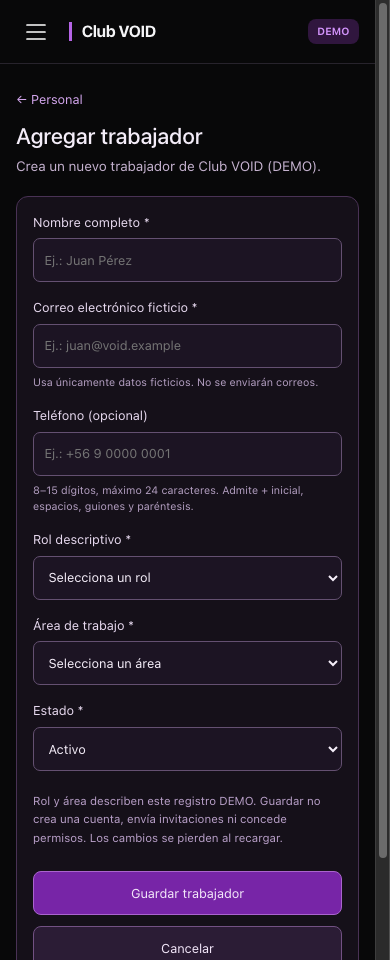 Club VOID
DEMO
← Personal
Agregar trabajador
Crea un nuevo trabajador de Club VOID (DEMO).
Nombre completo *
Ej.: Juan Pérez
Correo electrónico ficticio *
Ej.: juan@void.example
Usa únicamente datos ficticios. No se enviarán correos.
Teléfono (opcional)
Ej.: +56 9 0000 0001
8–15 dígitos, máximo 24 caracteres. Admite + inicial,
espacios, guiones y paréntesis.
Rol descriptivo *
Selecciona un rol
Área de trabajo *
Selecciona un área
Estado *
Activo
Rol y área describen este registro DEMO. Guardar no
crea una cuenta, envía invitaciones ni concede
permisos. Los cambios se pierden al recargar.
Guardar trabajador
Cancelar